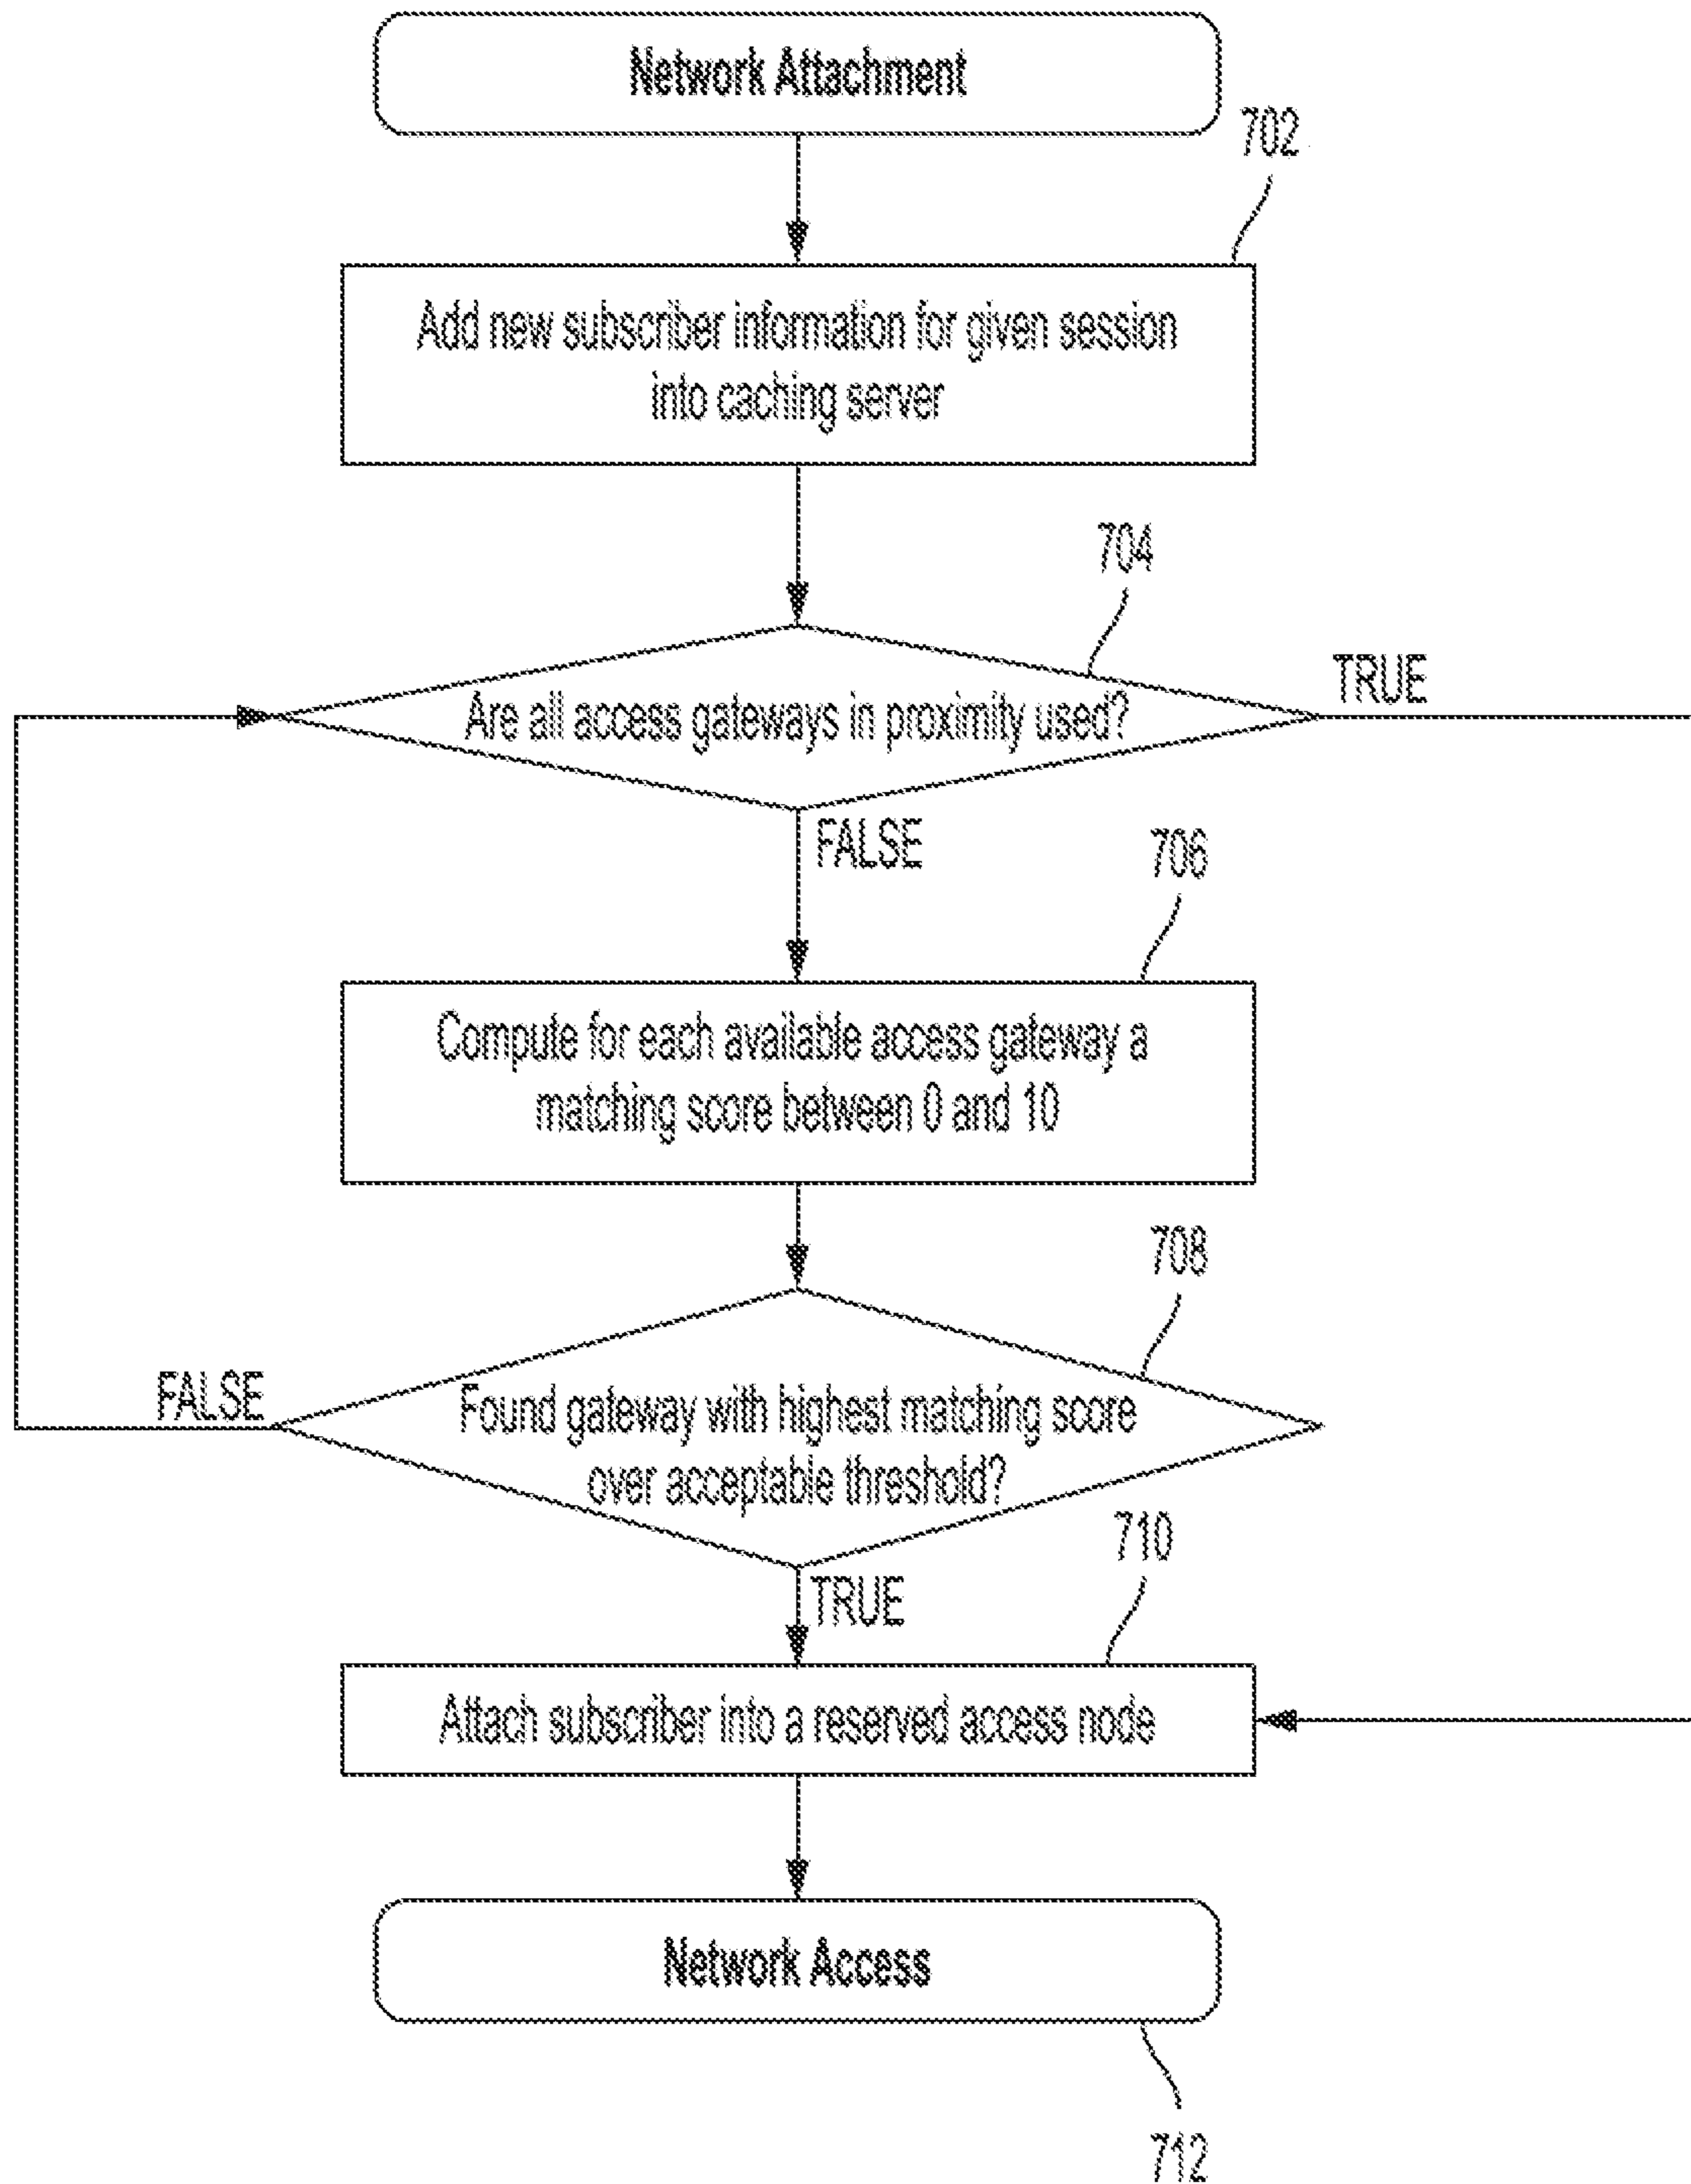 Network Attachment
702
Add new subscriber information for given session
into caching server
704
TRUE
Are all access gateways in proximity used?
FALSE
706
Compute for each available access gateway a
matching score between 0 and 10
708
FALSE
Found gateway with highest matching score
over acceptable threshold?
710
TRUE
Attach subscriber into a reserved access node
Network Access
712